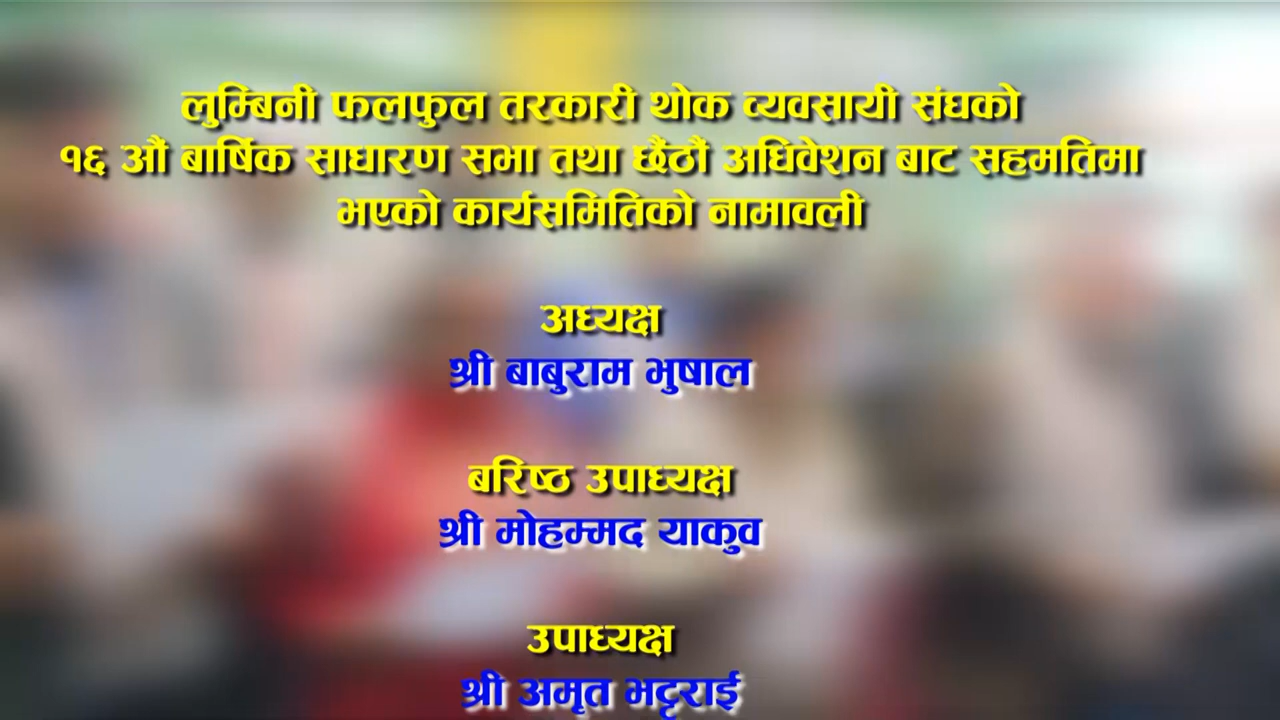 लुम्बिनी फलफुल तरकारी थोक व्यवसायी संघको
१६ औं बार्षिक साधारण सभा तथा छैंठौं अधिवेशन बाट सहमतिमा
भएको कार्यसमितिको नामावली
अध्यक्ष
श्री बाबुराम भुषाल
बरिष्ठ उपाध्यक्ष
श्री मोहम्मद याकुव
उपाध्यक्ष
श्री अमृत भट्टराई